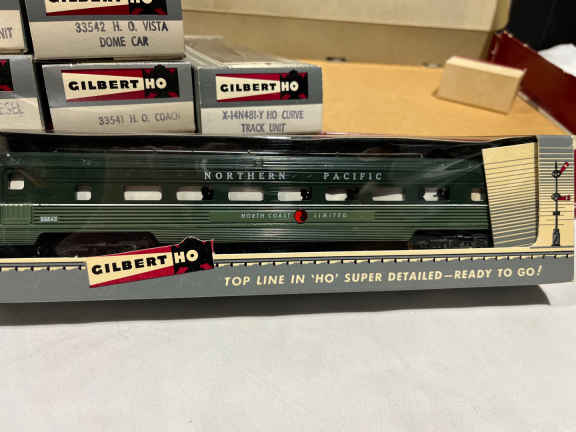 NIT
GILBERT HO
33542 H. O. VISTA
DOME CAR
GILBERT HO
33541 H. O. COACH
GILBERT HO
X-14N481-Y HO CURVE
TRACK UNIT
NORTHERN PACIFIC
NORTH COAST LIMITED
GILBERT HO
TOP LINE IN 'HO' SUPER DETAILED—READY TO GO!